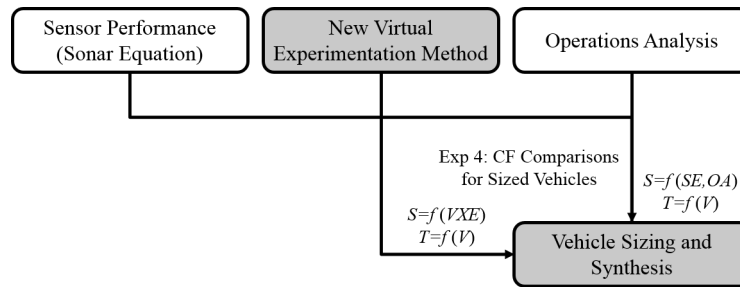 Sensor Performance
(Sonar Equation)
New Virtual
Experimentation Method
Operations Analysis
Exp 4: CF Comparisons
for Sized Vehicles
S=f(SE,OA)
T=f(V)
S=f(VXE)
T=f(V)
Vehicle Sizing and
Synthesis